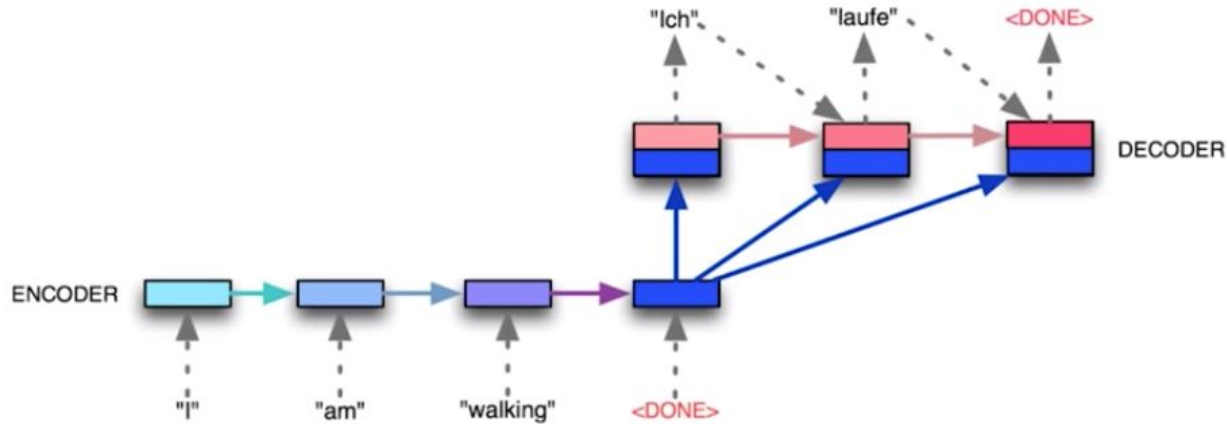 "Ich" "laufe" <DONE>
DECODER
ENCODER
"I" "am" "walking" <DONE>